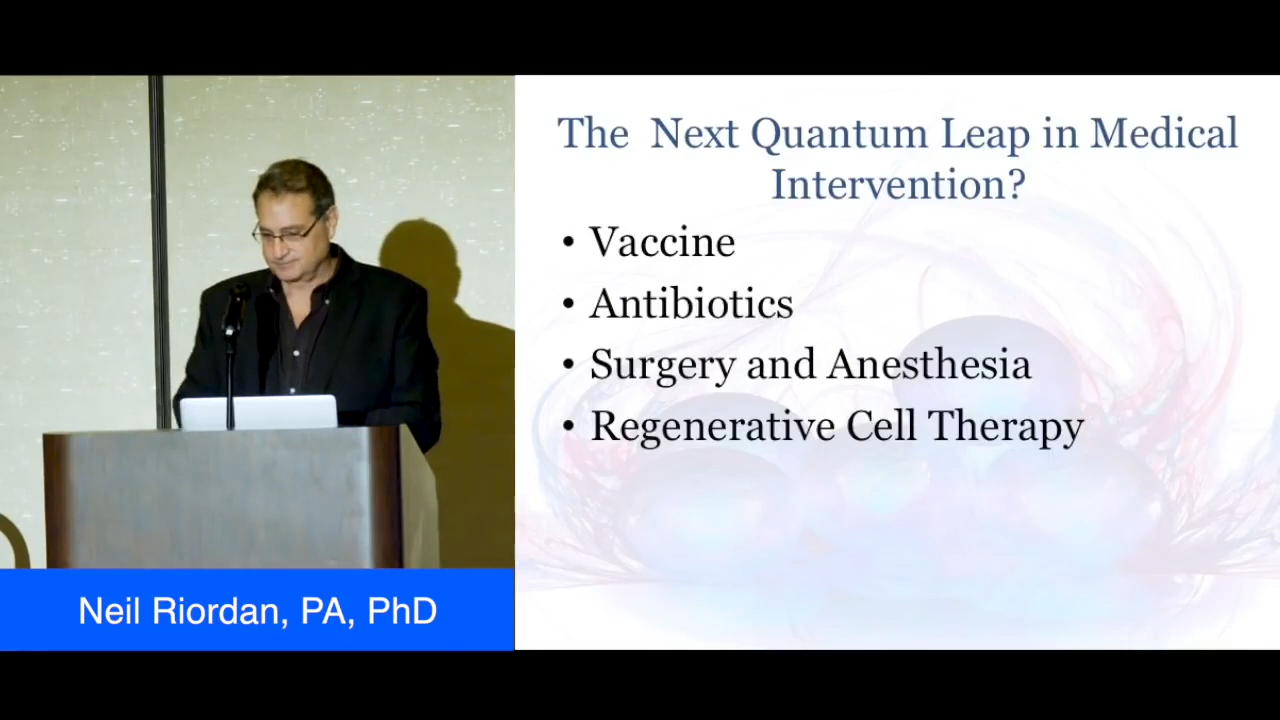 The  Next Quantum Leap in Medical
Intervention?
• Vaccine
• Antibiotics
• Surgery and Anesthesia
• Regenerative Cell Therapy
Neil Riordan, PA, PhD